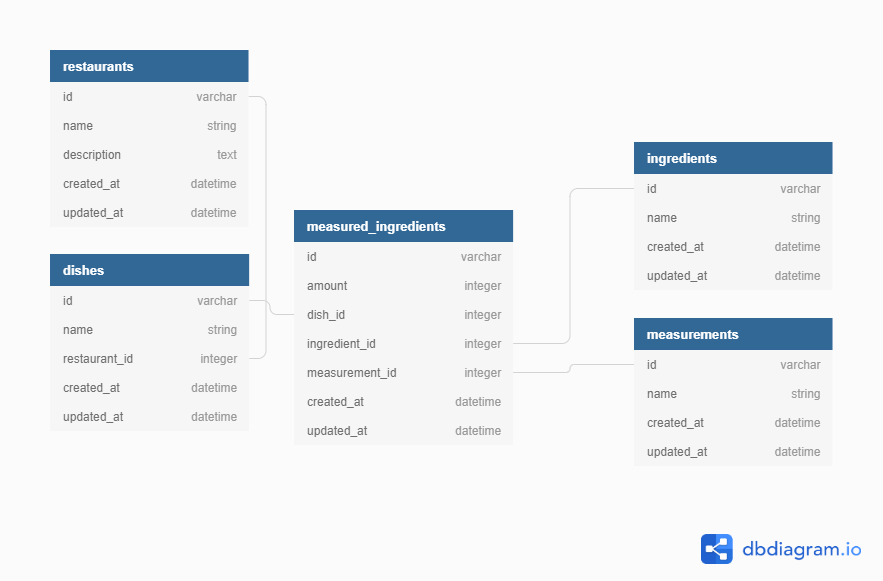 restaurants
id varchar
name string
description text
created_at datetime
updated_at datetime
dishes
id varchar
name string
restaurant_id integer
created_at datetime
updated_at datetime
measured_ingredients
id varchar
amount integer
dish_id integer
ingredient_id integer
measurement_id integer
created_at datetime
updated_at datetime
ingredients
id varchar
name string
created_at datetime
updated_at datetime
measurements
id varchar
name string
created_at datetime
updated_at datetime
dbdiagram.io